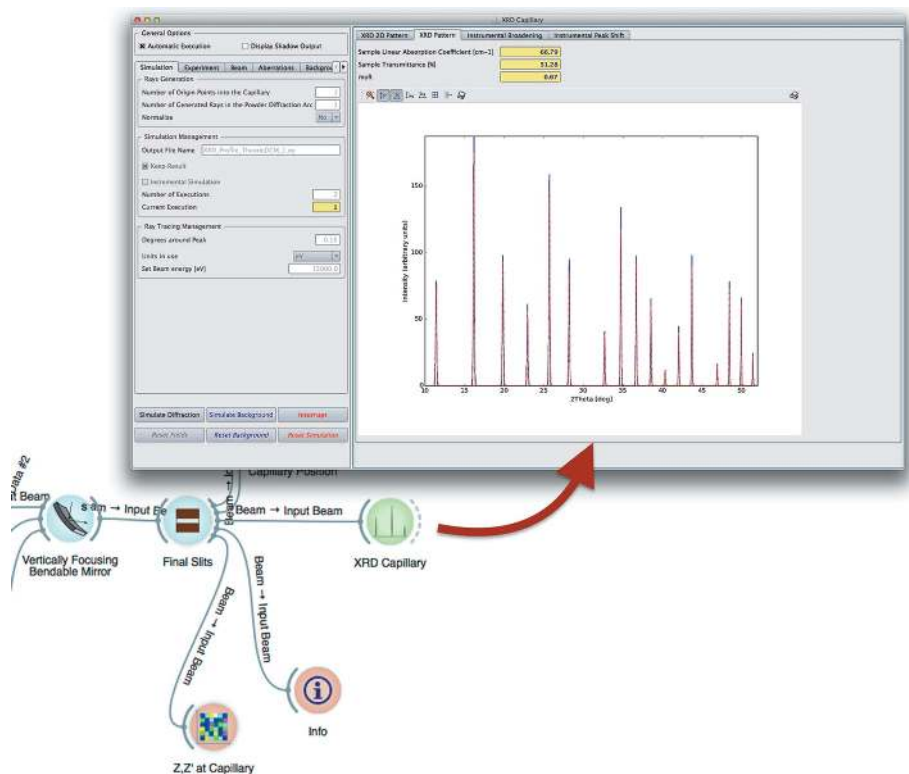 XRD Capillary
General Options
Automatic Execution
Display Shadow Output
Simulation
Experiment
Beam
Aberrations
Rays Generation
Number of Origin Points into the Capillary
Number of Generated Rays in the Powder Diffraction Arc
Normalize
No
Simulation Management
Output File Name
Keep Result
Incremental Simulation
Number of Executions
Current Execution
Ray Tracing Management
Degrees around Peak
Units in use
eV
Set Beam energy [eV]
Simulate Diffraction
Simulate Background
Interrupt
Reset Fields
Reset Background
Reset Simulation
XRD 2D Pattern
XRD Pattern
Instrumental Broadening
Instrumental Peak Shift
Sample Linear Absorption Coefficient [cm-1]
66.79
Sample Transmittance [%]
51.28
muR
0.67
Intensity (arbitrary units)
150
100
50
0
10
15
20
25
30
35
40
45
50
2Theta [deg]
Data #2
Beam
Vertically Focusing
Bendable Mirror
→ Input Be
Final Slits
Capillary Position
Beam →
Beam → Input Beam
XRD Capillary
Beam → Input Beam
Beam → Input Beam
Info
Z,Z' at Capillary